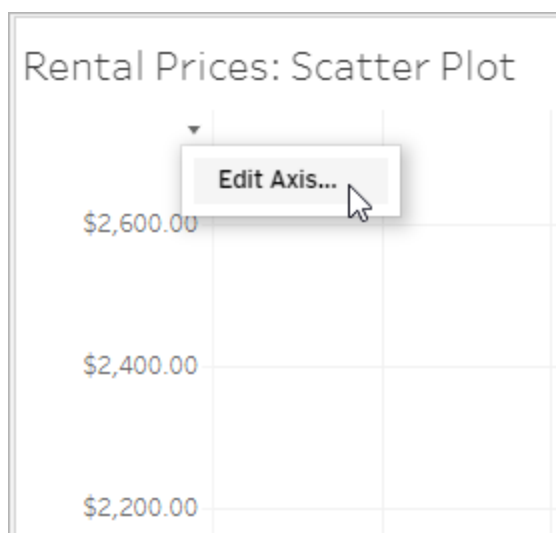 Rental Prices: Scatter Plot
Edit Axis...
$2,600.00
$2,400.00
$2,200.00